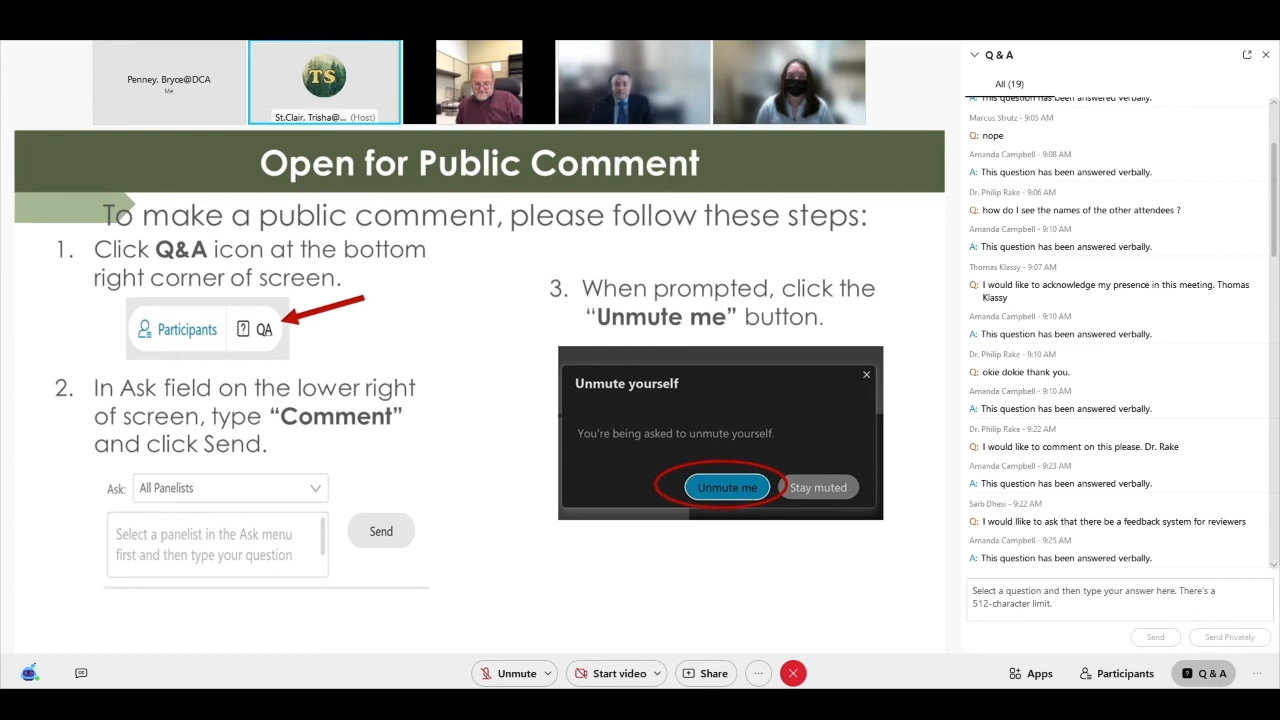 Penney, Bryce@DCA
Me
TS
St.Clair, Trisha@... (Host)
Open for Public Comment
To make a public comment, please follow these steps:
1. Click Q&A icon at the bottom
right corner of screen.
Participants
? QA
2. In Ask field on the lower right
of screen, type “Comment”
and click Send.
Ask: All Panelists
Select a panelist in the Ask menu
first and then type your question
Send
3. When prompted, click the
“Unmute me” button.
Unmute yourself
You're being asked to unmute yourself.
Unmute me
Stay muted
Q & A
All (19)
A: This question has been answered verbally.
Marcus Strutz - 9:05 AM
Q: nope
Amanda Campbell - 9:08 AM
A: This question has been answered verbally.
Dr. Philip Rake - 9:06 AM
Q: how do I see the names of the other attendees ?
Amanda Campbell - 9:10 AM
A: This question has been answered verbally.
Thomas Klassy - 9:07 AM
Q: I would like to acknowledge my presence in this meeting. Thomas
Klassy
Amanda Campbell - 9:10 AM
A: This question has been answered verbally.
Dr. Philip Rake - 9:10 AM
Q: okie dokie thank you.
Amanda Campbell - 9:10 AM
A: This question has been answered verbally.
Dr. Philip Rake - 9:22 AM
Q: I would like to comment on this please. Dr. Rake
Amanda Campbell - 9:23 AM
A: This question has been answered verbally.
Sarb Dhesi - 9:22 AM
Q: I would llike to ask that there be a feedback system for reviewers
Amanda Campbell - 9:25 AM
A: This question has been answered verbally.
Select a question and then type your answer here. There's a
512-character limit.
Send
Send Privately
Unmute
Start video
Share
Apps
Participants
? Q & A